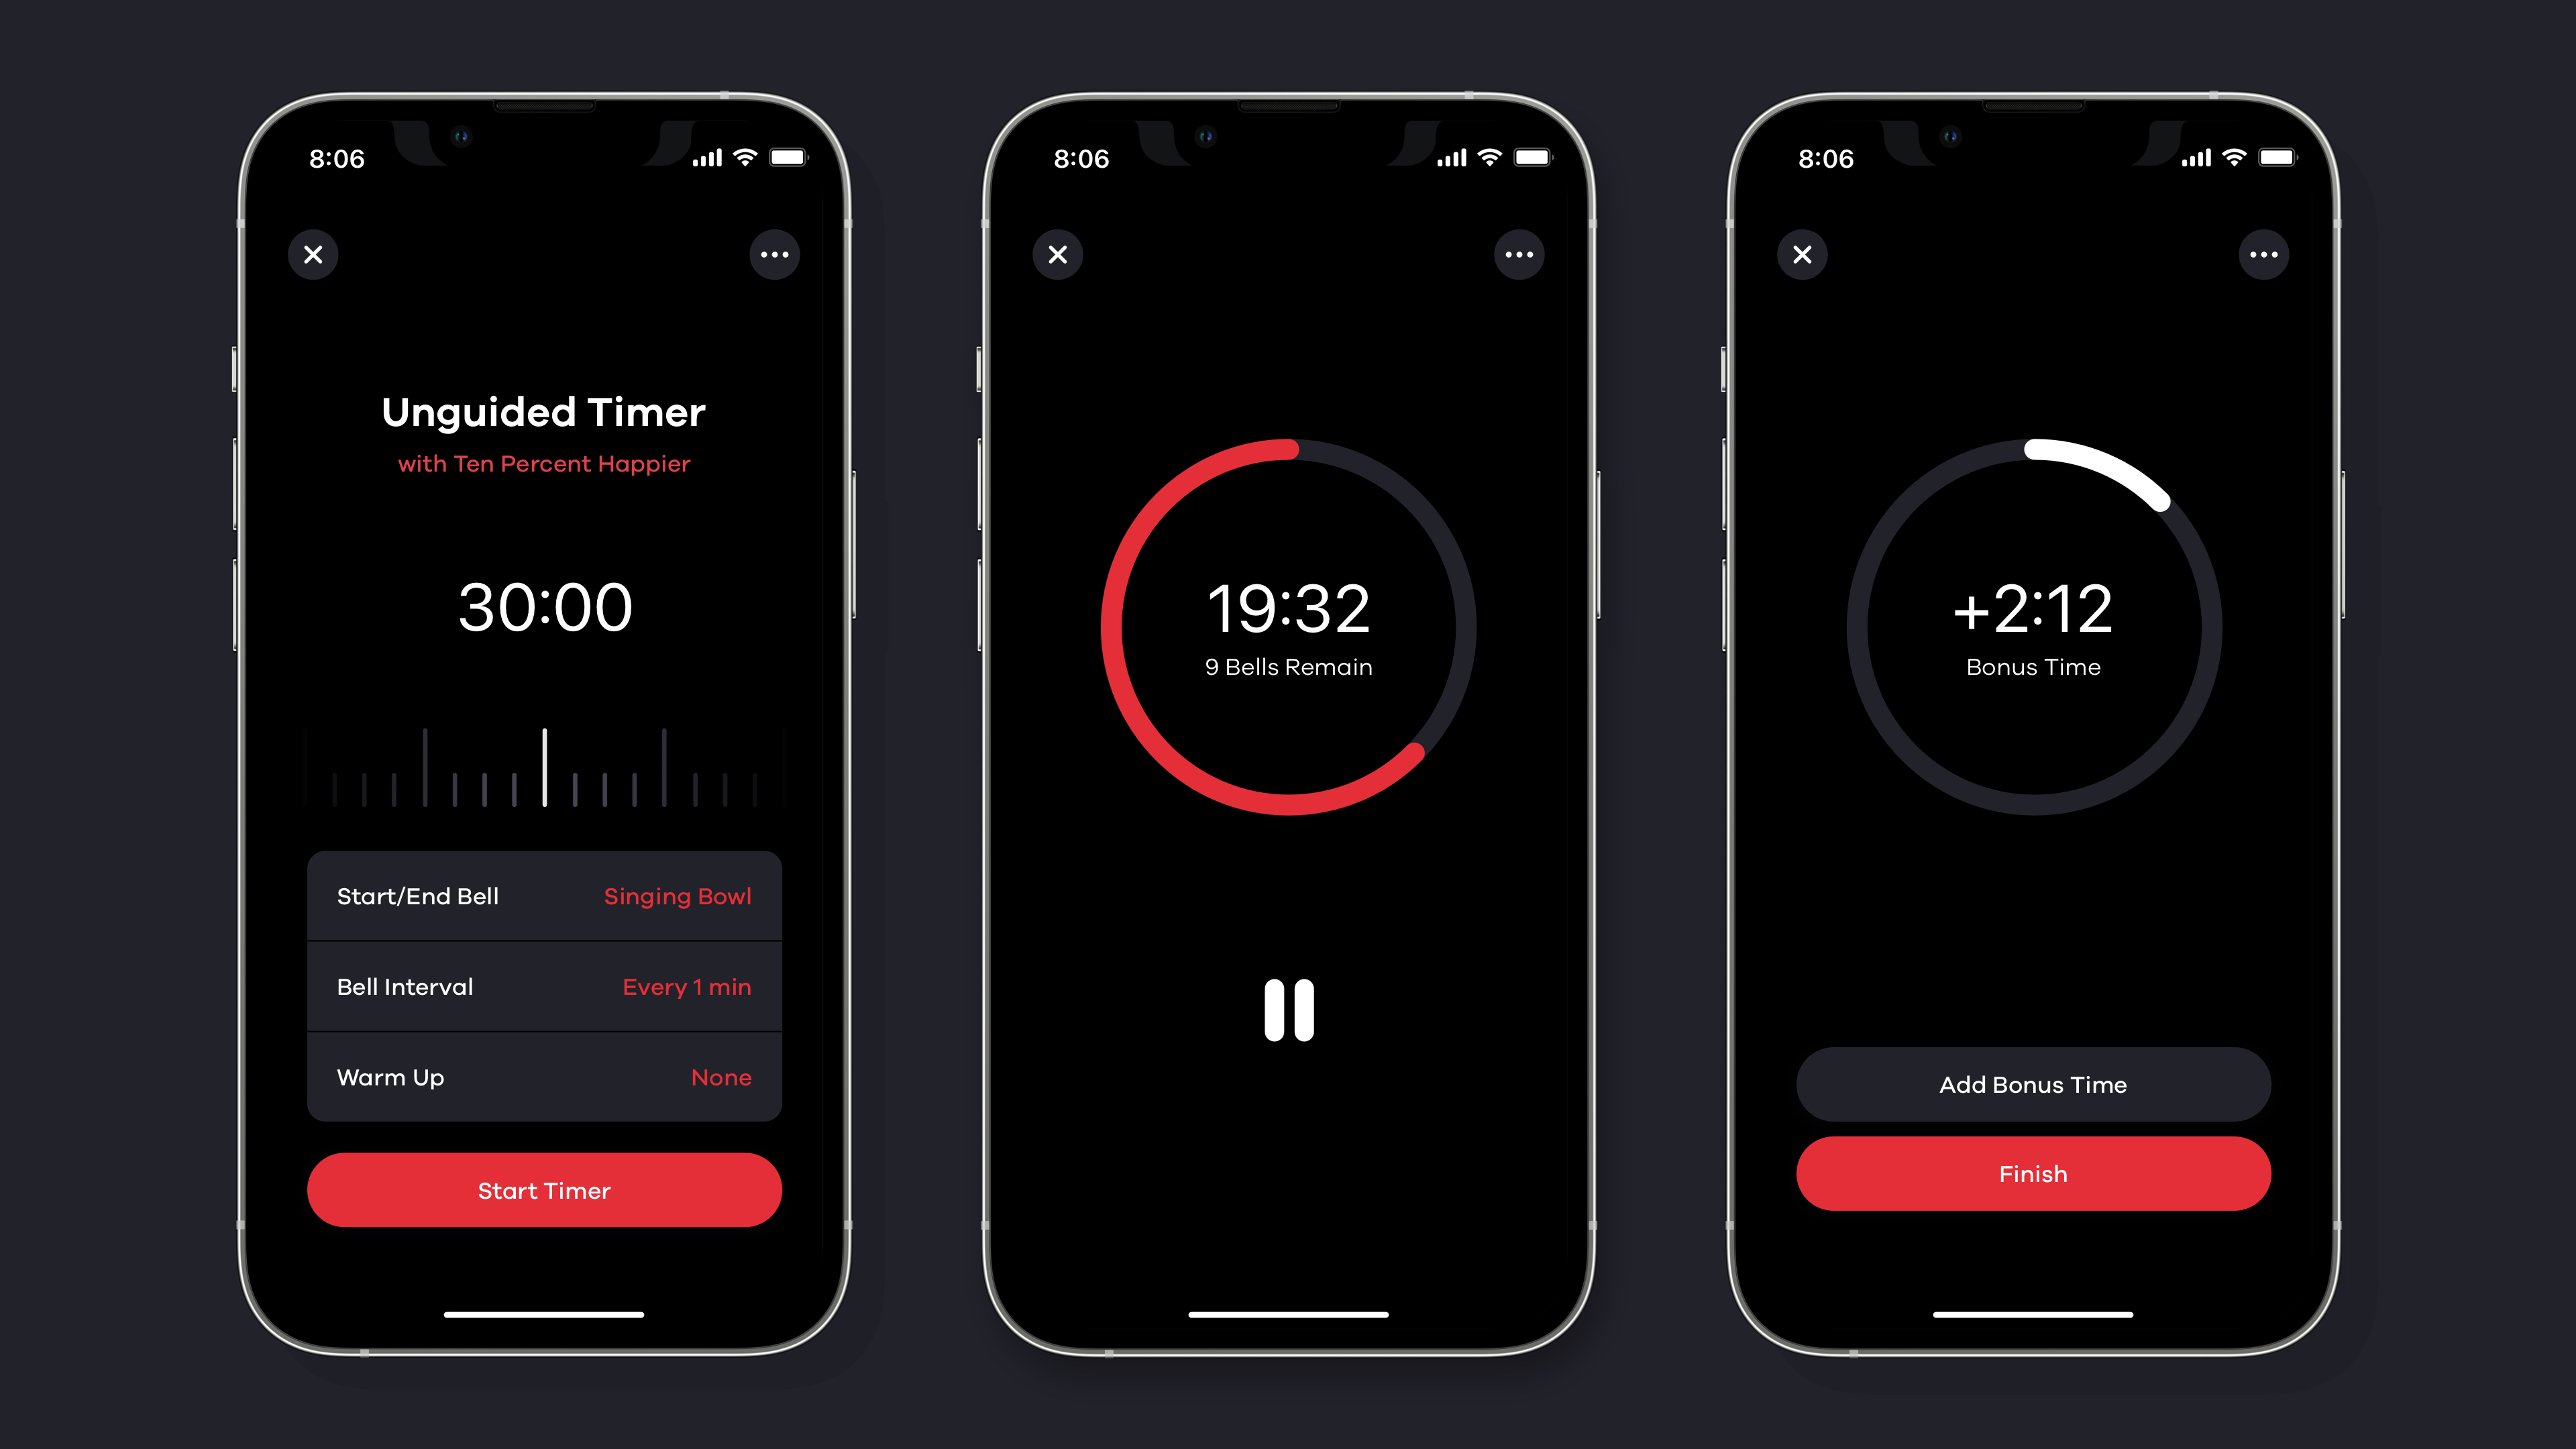 8:06
Unguided Timer
with Ten Percent Happier
30:00
Start/End Bell Singing Bowl
Bell Interval Every 1 min
Warm Up None
Start Timer
8:06
19:32
9 Bells Remain
8:06
+2:12
Bonus Time
Add Bonus Time
Finish